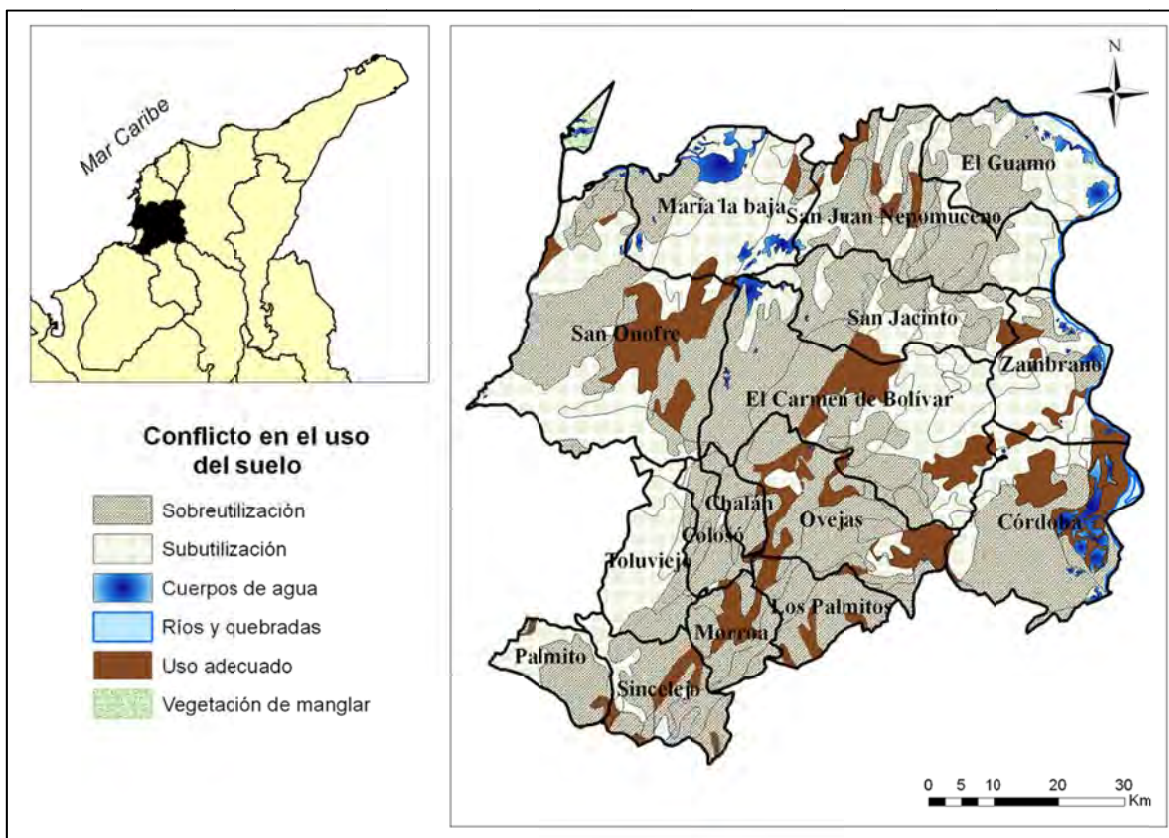 Mar Caribe
Conflicto en el uso
del suelo
Sobreutilización
Subutilización
Cuerpos de agua
Ríos y quebradas
Uso adecuado
Vegetación de manglar
N
El Guamo
María la baja
San Juan Nepomuceno
San Onofre
San Jacinto
Zambrano
El Carmen de Bolívar
Chalán
Ovejas
Córdoba
Colosó
Toluviejo
Los Palmitos
Morroa
Palmito
Sincelejo
0 5 10 20 30
Km